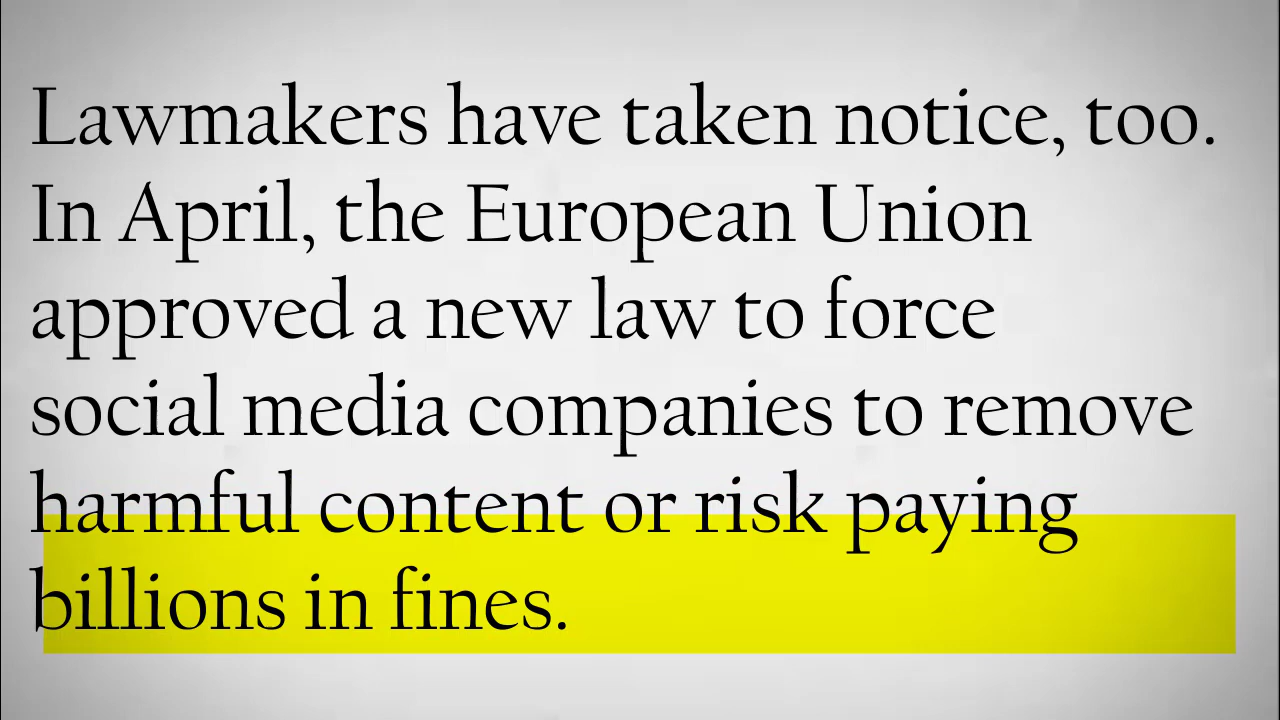 Lawmakers have taken notice, too.
In April, the European Union
approved a new law to force
social media companies to remove
harmful content or risk paying
billions in fines.